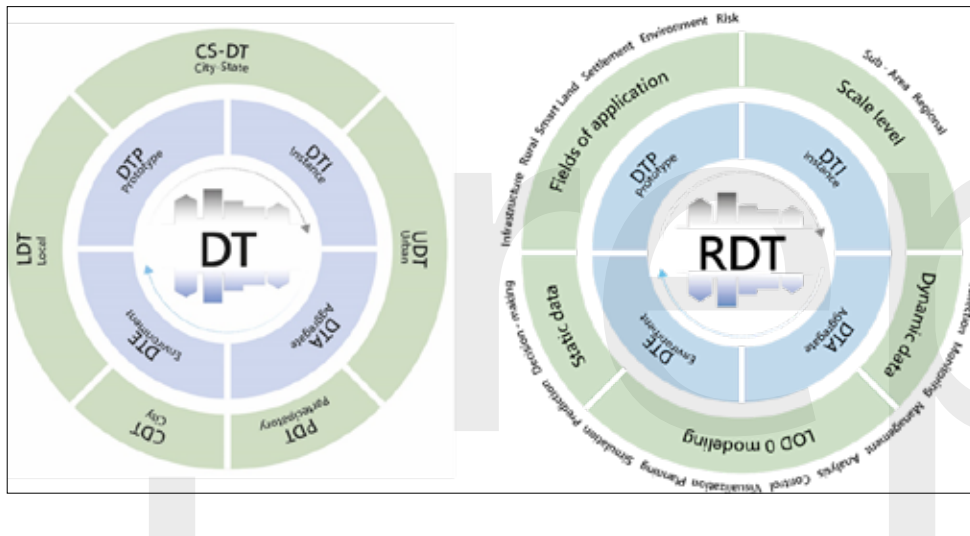 CS-DT
City-State
DTP
Prototype
DTI
Instance
LDT
Local
DT
UDT
Urban
DTE
Environment
DTA
Aggregate
CDT
City
PDT
Partecipatory
Infrastructure Rural Smart Land Settlement Environment Risk
Sub - Area Regional
Fields of application
Scale level
DTP
Prototype
DTI
Instance
RDT
Static data
Dynamic data
DTE
Environment
DTA
Aggregate
LOD 0 modeling
Monitoring Management Analysis Control Visualization Planning Simulation Prediction Decision - making